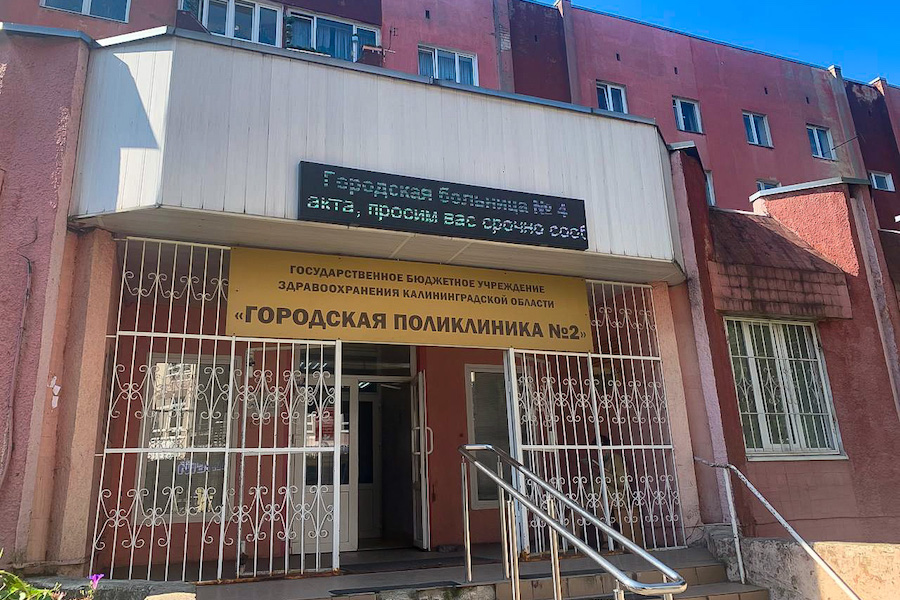 Городская больница № 4
акта, просим вас срочно сооб
ГОСУДАРСТВЕННОЕ БЮДЖЕТНОЕ УЧРЕЖДЕНИЕ
ЗДРАВООХРАНЕНИЯ КАЛИНИНГРАДСКОЙ ОБЛАСТИ
«ГОРОДСКАЯ ПОЛИКЛИНИКА №2»